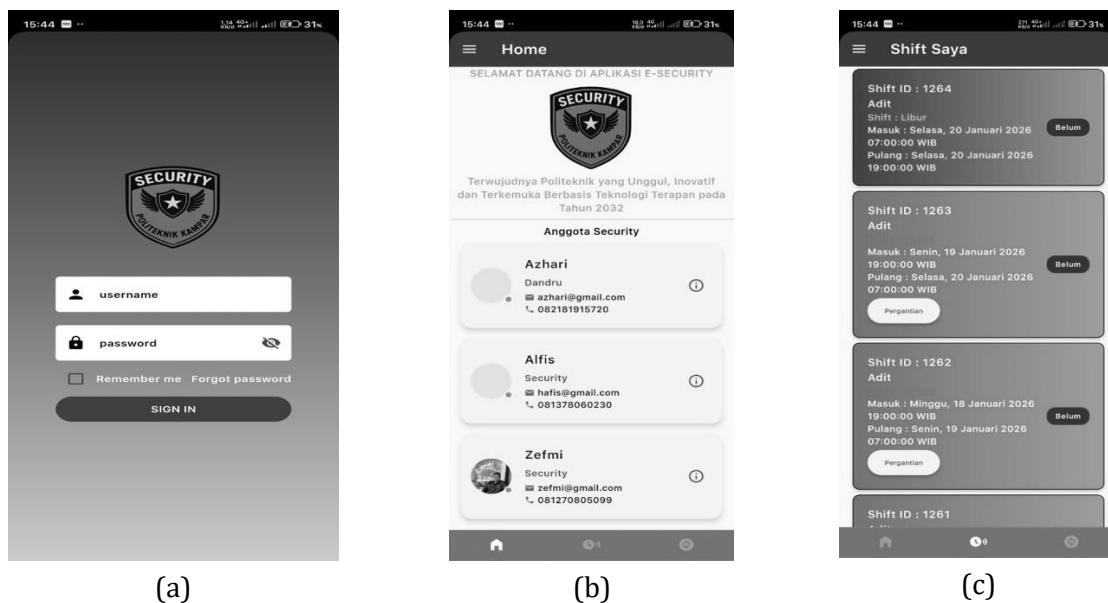 15:44
31%
SECURITY
POLITEKNIK KAMPAR
username
password
Remember me Forgot password
SIGN IN
(a)
15:44
31%
Home
SELAMAT DATANG DI APLIKASI E-SECURITY
SECURITY
POLITEKNIK KAMPAR
Terwujudnya Politeknik yang Unggul, Inovatif
dan Terkemuka Berbasis Teknologi Terapan pada
Tahun 2032
Anggota Security
Azhari
Dandru
azhari@gmail.com
082181915720
Alfis
Security
hafis@gmail.com
081378060230
Zefmi
Security
zefmi@gmail.com
081270805099
(b)
15:44
31%
Shift Saya
Shift ID : 1264
Adit
Shift : Libur
Masuk : Selasa, 20 Januari 2026
07:00:00 WIB
Pulang : Selasa, 20 Januari 2026
19:00:00 WIB
Belum
Shift ID : 1263
Adit
Masuk : Senin, 19 Januari 2026
19:00:00 WIB
Pulang : Selasa, 20 Januari 2026
07:00:00 WIB
Belum
Pergantian
Shift ID : 1262
Adit
Masuk : Minggu, 18 Januari 2026
19:00:00 WIB
Pulang : Senin, 19 Januari 2026
07:00:00 WIB
Belum
Pergantian
Shift ID : 1261
(c)